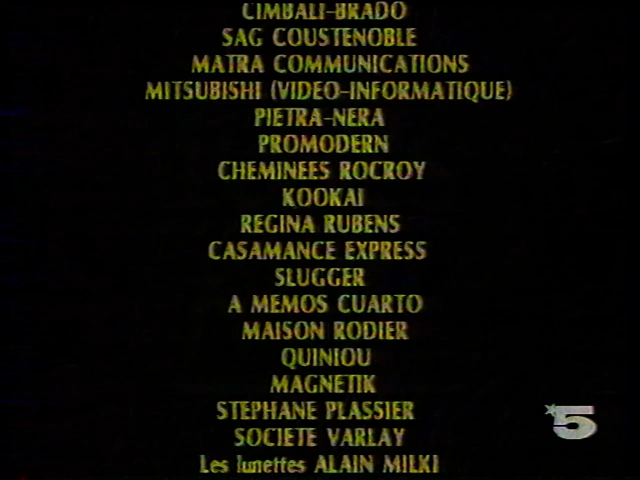 CIMBALI-BRADO
SAG COUSTENOBLE
MATRA COMMUNICATIONS
MITSUBISHI (VIDEO-INFORMATIQUE)
PIETRA-NERA
PROMODERN
CHEMINEES ROCROY
KOOKAI
REGINA RUBENS
CASAMANCE EXPRESS
SLUGGER
A MEMOS CUARTO
MAISON RODIER
QUINIOU
MAGNETIK
STEPHANE PLASSIER
SOCIETE VARLAY
Les lunettes ALAIN MILKI
5